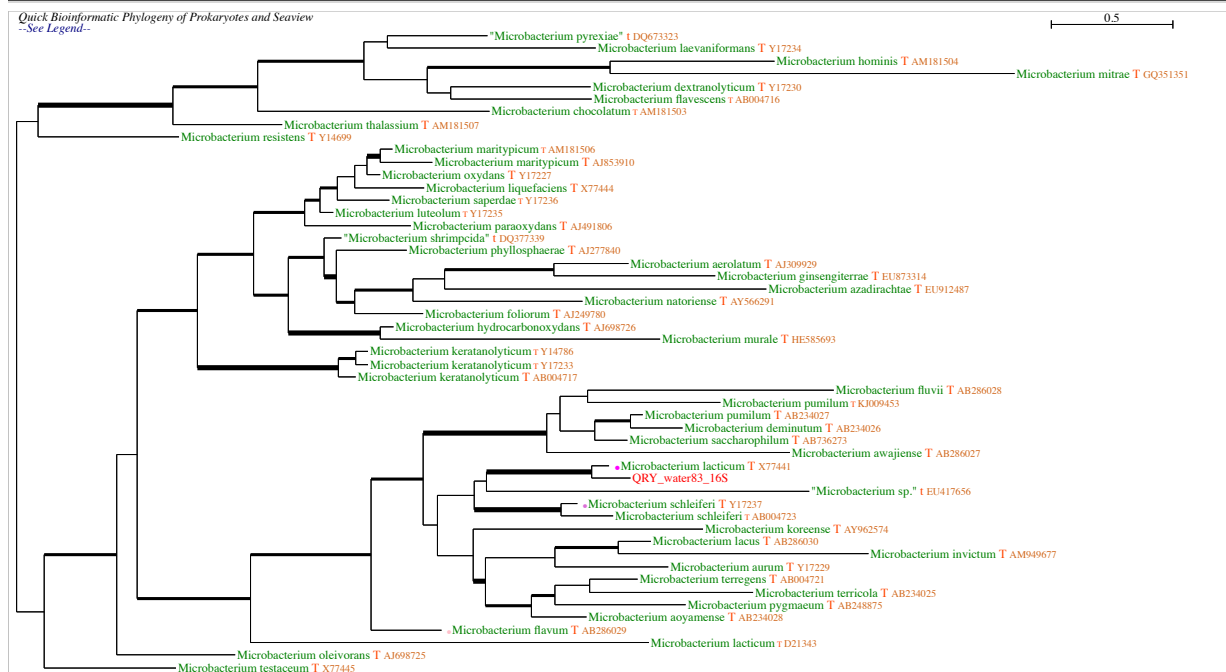 Quick Bioinformatic Phylogeny of Prokaryotes and Seaview
--See Legend--
0.5
"Microbacterium pyrexiae" t DQ673323
Microbacterium laevaniformans T Y17234
Microbacterium hominis T AM181504
Microbacterium mitrae T GQ351351
Microbacterium dextranolyticum T Y17230
Microbacterium flavescens T AB004716
Microbacterium chocolatum T AM181503
Microbacterium thalassium T AM181507
Microbacterium resistens T Y14699
Microbacterium maritypicum T AM181506
Microbacterium maritypicum T AJ853910
Microbacterium oxydans T Y17227
Microbacterium liquefaciens T X77444
Microbacterium saperdae T Y17236
Microbacterium luteolum T Y17235
Microbacterium paraoxydans T AJ491806
"Microbacterium shrimpcida" t DQ377339
Microbacterium phyllosphaerae T AJ277840
Microbacterium aerolatum T AJ309929
Microbacterium ginsengiterrae T EU873314
Microbacterium azadirachtae T EU912487
Microbacterium natoriense T AY566291
Microbacterium foliorum T AJ249780
Microbacterium hydrocarbonoxydans T AJ698726
Microbacterium murale T HE585693
Microbacterium keratanolyticum T Y14786
Microbacterium keratanolyticum T Y17233
Microbacterium keratanolyticum T AB004717
Microbacterium fluvii T AB286028
Microbacterium pumilum T KJ009453
Microbacterium pumilum T AB234027
Microbacterium deminutum T AB234026
Microbacterium saccharophilum T AB736273
Microbacterium awajiense T AB286027
Microbacterium lacticum T X77441
QRY_water83_16S
"Microbacterium sp." t EU417656
Microbacterium schleiferi T Y17237
Microbacterium schleiferi T AB004723
Microbacterium koreense T AY962574
Microbacterium lacus T AB286030
Microbacterium invictum T AM949677
Microbacterium aurum T Y17229
Microbacterium terregens T AB004721
Microbacterium terricola T AB234025
Microbacterium pygmaeum T AB248875
Microbacterium aoyamense T AB234028
Microbacterium flavum T AB286029
Microbacterium lacticum T D21343
Microbacterium oleivorans T AJ698725
Microbacterium testaceum T X77445